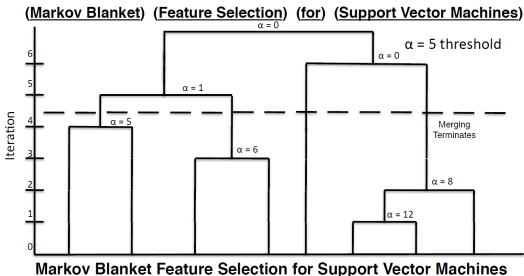 (Markov Blanket) (Feature Selection) (for) (Support Vector Machines)
α = 0
α = 5 threshold
6
α = 0
5
α = 1
Merging
Terminates
4
α = 5
Iteration
3
α = 6
2
α = 8
1
α = 12
0
Markov Blanket Feature Selection for Support Vector Machines